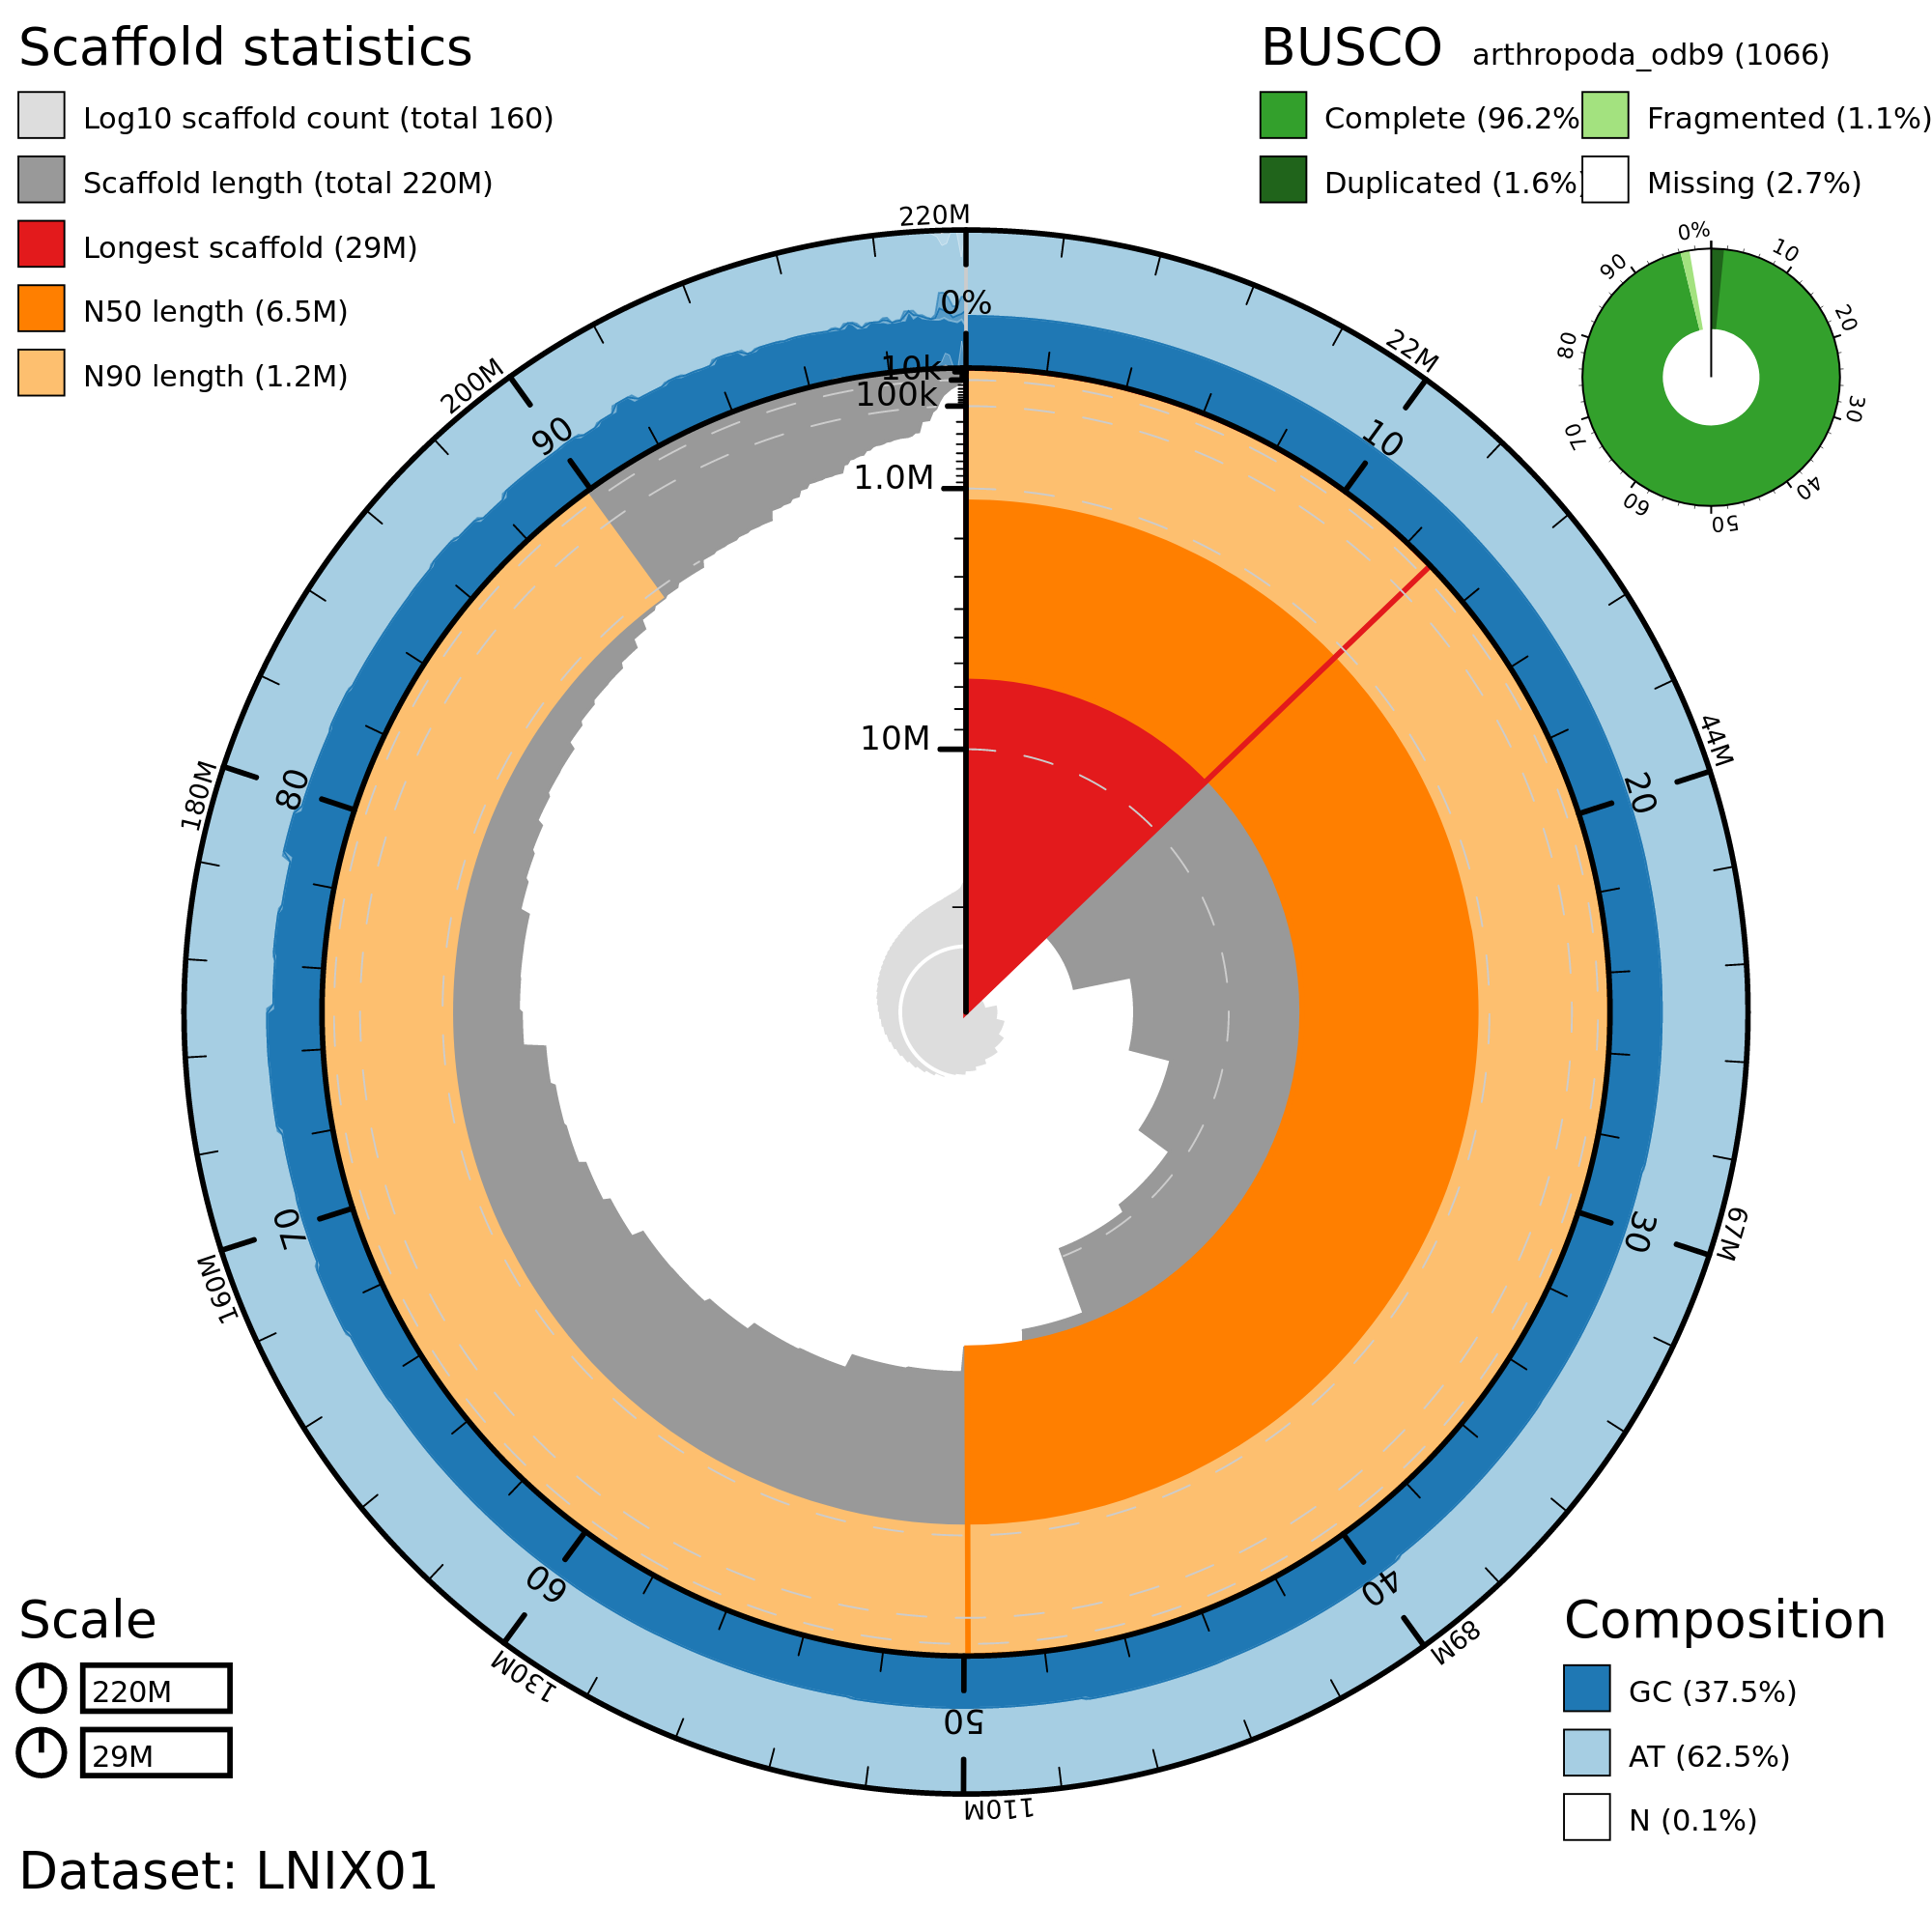 Scaffold statistics
Log10 scaffold count (total 160)
Scaffold length (total 220M)
Longest scaffold (29M)
N50 length (6.5M)
N90 length (1.2M)
BUSCO arthropoda_odb9 (1066)
Complete (96.2% Fragmented (1.1%)
Duplicated (1.6%) Missing (2.7%)
0%
10
20
30
40
50
60
70
80
90
220M
22M
44M
67M
89M
110M
130M
160M
180M
200M
0%
10
20
30
40
50
60
70
80
90
10k
100k
1.0M
10M
Scale
220M
29M
Composition
GC (37.5%)
AT (62.5%)
N (0.1%)
Dataset: LNIX01